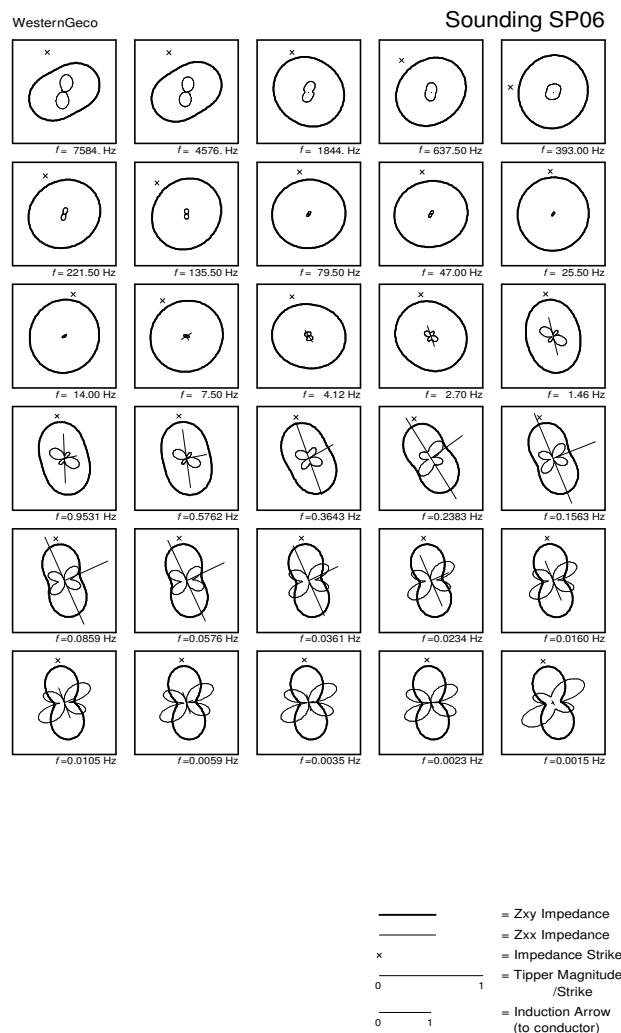 WesternGeco
Sounding SP06
f = 7584. Hz
f = 4576. Hz
f = 1844. Hz
f = 637.50 Hz
f = 393.00 Hz
f = 221.50 Hz
f = 135.50 Hz
f = 79.50 Hz
f = 47.00 Hz
f = 25.50 Hz
f = 14.00 Hz
f = 7.50 Hz
f = 4.12 Hz
f = 2.70 Hz
f = 1.46 Hz
f =0.9531 Hz
f =0.5762 Hz
f =0.3643 Hz
f =0.2383 Hz
f =0.1563 Hz
f =0.0859 Hz
f =0.0576 Hz
f =0.0361 Hz
f =0.0234 Hz
f =0.0160 Hz
f =0.0105 Hz
f =0.0059 Hz
f =0.0035 Hz
f =0.0023 Hz
f =0.0015 Hz
= Zxy Impedance
= Zxx Impedance
× = Impedance Strike
= Tipper Magnitude
0 1 /Strike
= Induction Arrow
0 1 (to conductor)